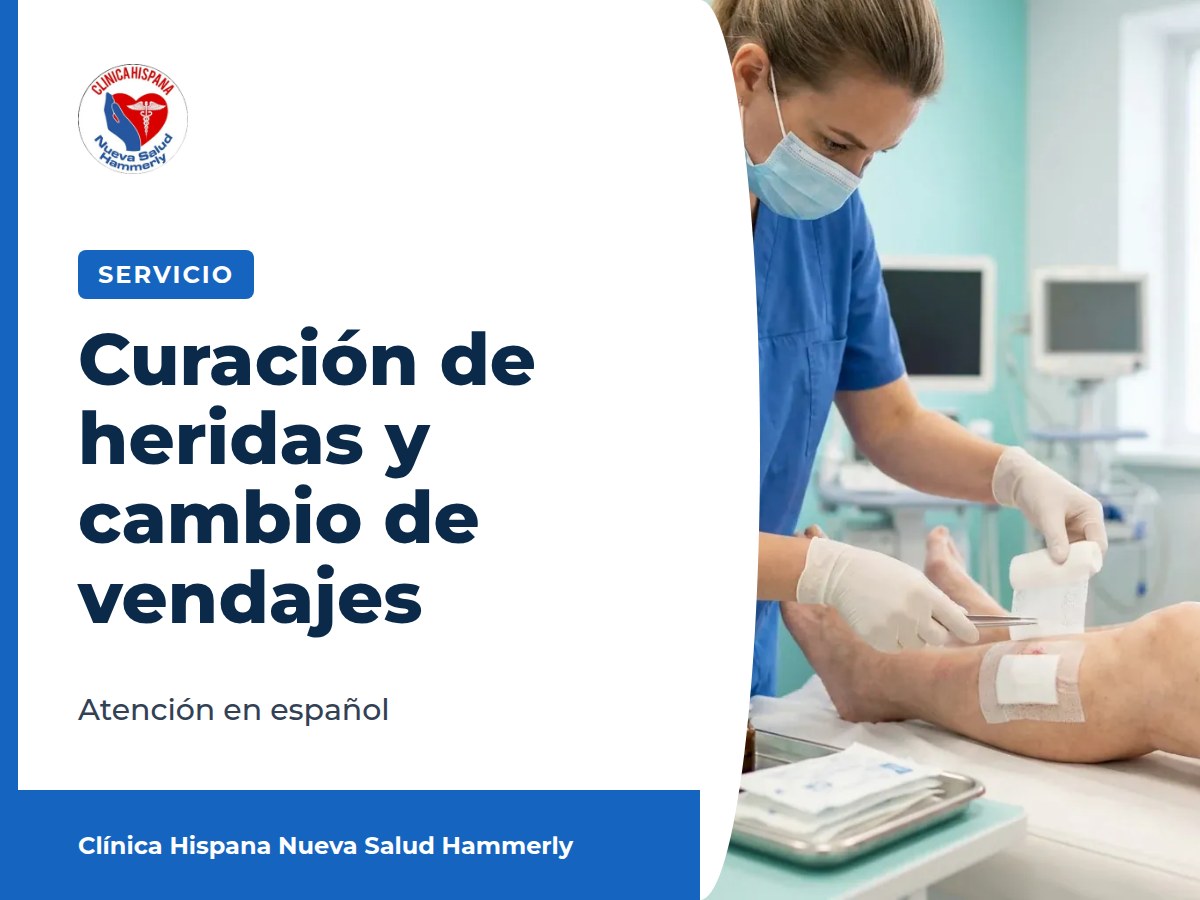 CLINICA HISPANA
Nueva Salud
Hammerly
SERVICIO
Curación de
heridas y
cambio de
vendajes
Atención en español
Clínica Hispana Nueva Salud Hammerly